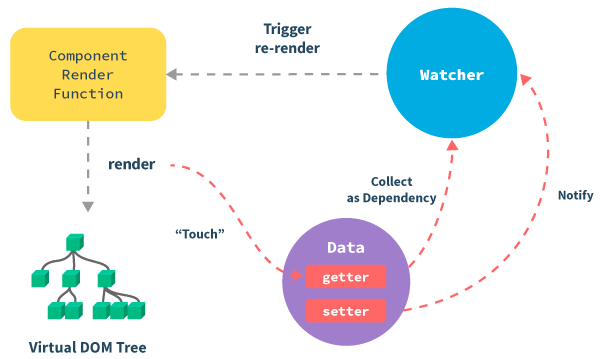 Component
Render
Function
Trigger
re-render
Watcher
render
Collect
as Dependency
Notify
“Touch”
Data
getter
setter
Virtual DOM Tree